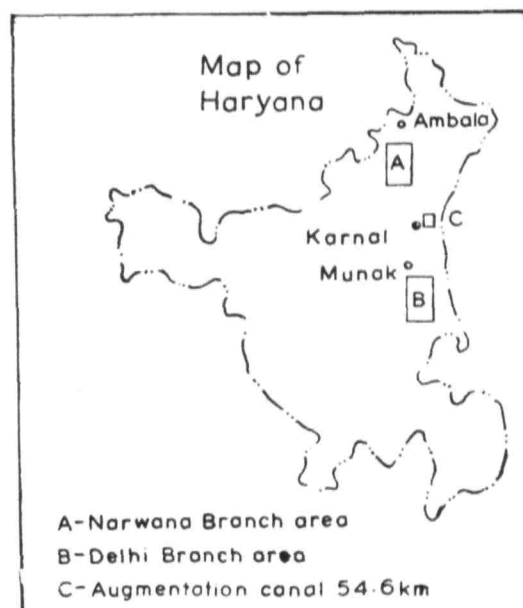 Map of
Haryana
Ambala
A
Karnal
C
Munak
B
A-Narwana Branch area
B-Delhi Branch area
C-Augmentation canal 54.6km